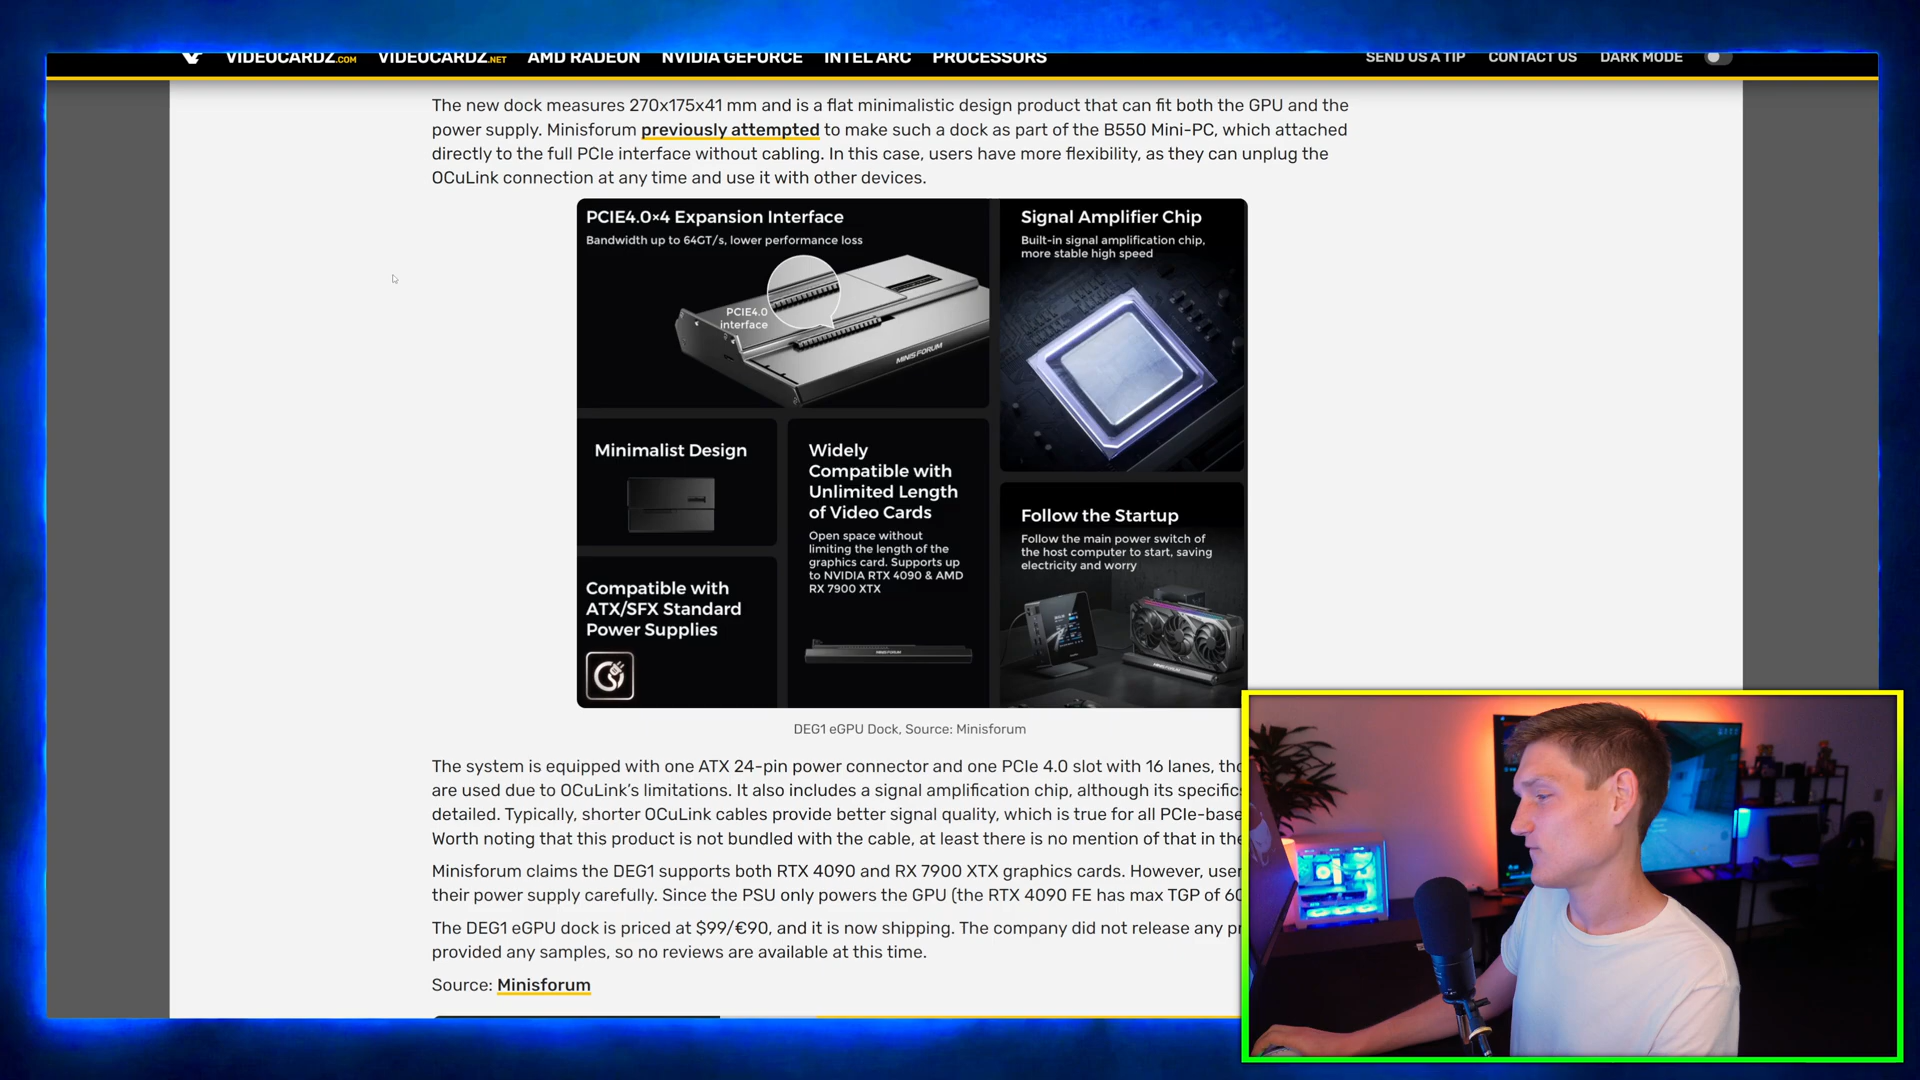 VIDEOCARDZ.COM VIDEOCARDZ.NET AMD RADEON NVIDIA GEFORCE INTEL ARC PROCESSORS SEND US A TIP CONTACT US DARK MODE
The new dock measures 270x175x41 mm and is a flat minimalistic design product that can fit both the GPU and the
power supply. Minisforum previously attempted to make such a dock as part of the B550 Mini-PC, which attached
directly to the full PCIe interface without cabling. In this case, users have more flexibility, as they can unplug the
OCuLink connection at any time and use it with other devices.
PCIE4.0×4 Expansion Interface
Bandwidth up to 64GT/s, lower performance loss
PCIE4.0
interface
MINISFORUM
Signal Amplifier Chip
Built-in signal amplification chip,
more stable high speed
Minimalist Design
Widely
Compatible with
Unlimited Length
of Video Cards
Open space without
limiting the length of the
graphics card. Supports up
to NVIDIA RTX 4090 & AMD
RX 7900 XTX
MINISFORUM
Follow the Startup
Follow the main power switch of
the host computer to start, saving
electricity and worry
MINISFORUM
Compatible with
ATX/SFX Standard
Power Supplies
DEG1 eGPU Dock, Source: Minisforum
The system is equipped with one ATX 24-pin power connector and one PCIe 4.0 slot with 16 lanes,
are used due to OCuLink's limitations. It also includes a signal amplification chip, although its
detailed. Typically, shorter OCuLink cables provide better signal quality, which is true for all
Worth noting that this product is not bundled with the cable, at least there is no mention of that in
Minisforum claims the DEG1 supports both RTX 4090 and RX 7900 XTX graphics cards. However,
their power supply carefully. Since the PSU only powers the GPU (the RTX 4090 FE has max TGP of
The DEG1 eGPU dock is priced at $99/€90, and it is now shipping. The company did not release any
provided any samples, so no reviews are available at this time.
Source: Minisforum